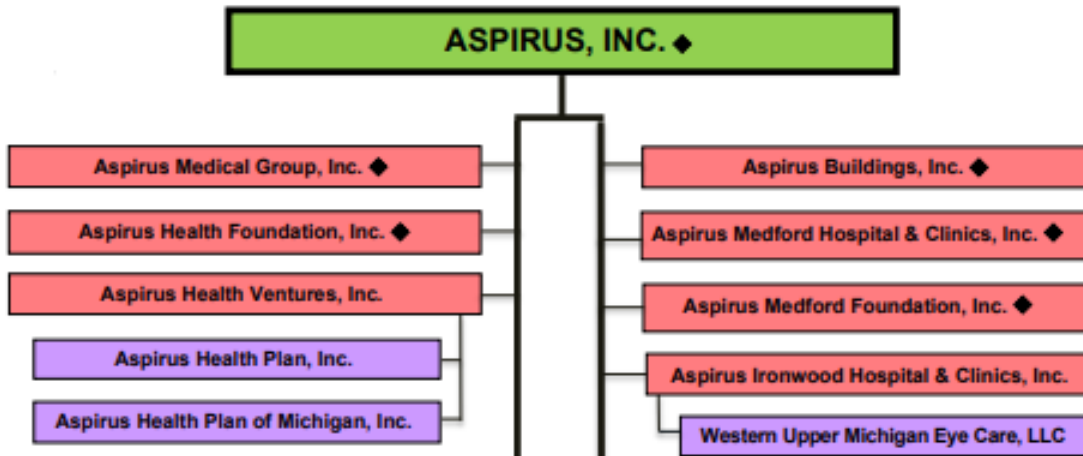 ASPIRUS, INC. ◆
Aspirus Medical Group, Inc. ◆
Aspirus Health Foundation, Inc. ◆
Aspirus Health Ventures, Inc.
Aspirus Health Plan, Inc.
Aspirus Health Plan of Michigan, Inc.
Aspirus Buildings, Inc. ◆
Aspirus Medford Hospital & Clinics, Inc. ◆
Aspirus Medford Foundation, Inc. ◆
Aspirus Ironwood Hospital & Clinics, Inc.
Western Upper Michigan Eye Care, LLC